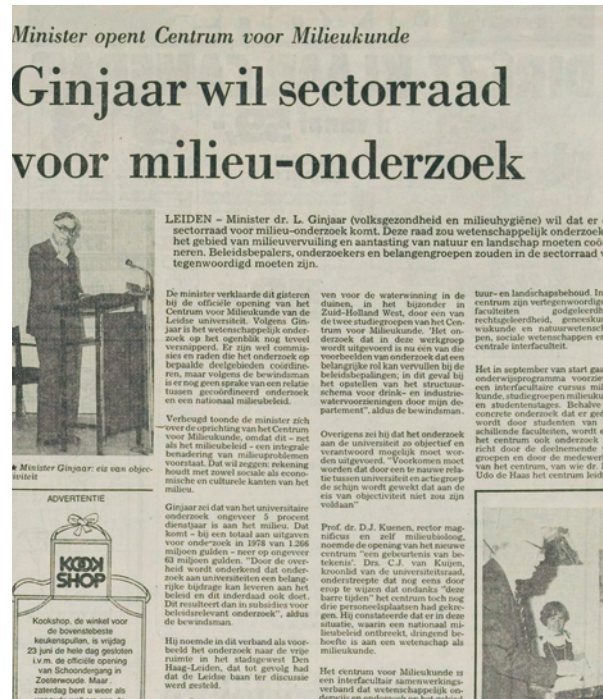 Minister opent Centrum voor Milieukunde
Ginjaar wil sectorraad
voor milieu-onderzoek
LEIDEN – Minister dr. L. Ginjaar (volksgezondheid en milieuhygiëne) wil dat er
sectorraad voor milieu-onderzoek komt. Deze raad zou wetenschappelijk onderzoek
het gebied van milieuvervuiling en aantasting van natuur en landschap moeten coö
neren. Beleidsbepalers, onderzoekers en belangengroepen zouden in de sectorraad
tegenwoordigd moeten zijn.
De minister verklaarde dit gisteren
bij de officiële opening van het
Centrum voor Milieukunde van de
Leidse universiteit. Volgens Gin-
jaar is het wetenschappelijk onder-
zoek op het ogenblik nog teveel
versnipperd. Er zijn wel commis-
sies en raden die het onderzoek op
bepaalde deelgebieden coördine-
ren, maar volgens de bewindsman
is er nog geen sprake van een relatie
tussen gecoördineerd onderzoek
en een nationaal milieubeleid.
Verheugd toonde de minister zich
over de oprichting van het Centrum
voor Milieukunde, omdat dit – net
als het milieubeleid – een integrale
benadering van milieuproblemen
voorstaat. Dat wil zeggen: rekening
houdt met zowel sociale als econo-
mische en culturele kanten van het
milieu.
Ginjaar zei dat van het universitaire
onderzoek ongeveer 5 procent
dienstjaar is aan het milieu. Dat
komt – bij een totaal aan uitgaven
voor onderzoek in 1978 van 1.266
miljoen gulden – neer op ongeveer
63 miljoen gulden. "Door de over-
heid wordt onderkend dat onder-
zoek aan universiteiten een belang-
rijke bijdrage kan leveren aan het
beleid en dit inderdaad ook doet.
Dit resulteert dan in subsidies voor
beleidsrelevant onderzoek", aldus
de bewindsman.
Hij noemde in dit verband als voor-
beeld het onderzoek naar de vrije
ruimte in het stadsgewest Den
Haag-Leiden, dat tot gevolg had
dat de Leidse baan ter discussie
werd gesteld.
ven voor de waterwinning in de
duinen, in het bijzonder in
Zuid-Holland West, door een van
de twee studiegroepen van het Cen-
trum voor Milieukunde. 'Het on-
derzoek dat in deze werkgroep
wordt uitgevoerd is nu één van die
voorbeelden van onderzoek dat een
belangrijke rol kan vervullen bij de
beleidsbepalingen; in dit geval bij
het opstellen van het structuur-
schema voor drink- en industrie-
watervoorzieningen door mijn de-
partement", aldus de bewindsman.
Overigens zei hij dat het onderzoek
aan de universiteit zo objectief en
verantwoord mogelijk moet wor-
den uitgevoerd. "Voorkomen moet
worden dat door een te nauwe rela-
tie tussen universiteit en actiegroep
de schijn wordt gewekt dat aan de
eis van objectiviteit niet zou zijn
voldaan"
Prof. dr. D.J. Kuenen, rector mag-
nificus en zelf milieubioloog,
noemde de opening van het nieuwe
centrum "een gebeurtenis van be-
tekenis'. Drs. C.J. van Kuijen,
kroonlid van de universiteitsraad,
onderstreepte dat nog eens door
erop te wijzen dat ondanks "deze
barre tijden" het centrum toch nog
drie personeelsplaatsen had gekre-
gen. Hij constateerde dat er in deze
situatie, waarin een nationaal mi-
lieubeleid ontbreekt, dringend be-
hoefte is aan een wetenschap als
milieukunde.
Het centrum voor Milieukunde is
een interfacultair samenwerkings-
verband dat wetenschappelijk on-
tuur- en landschapsbehoud. In
centrum zijn vertegenwoordig
faculteiten godgeleerdh
rechtsgeleerdheid, geneeskun
wiskunde en natuurwetensch
pen, sociale wetenschappen en
centrale interfaculteit.
Het in september van start gaa
onderwijsprogramma voorzie
een interfacultaire cursus mil
kunde, studiegroepen milieuku
en studentenstages. Behalve
concrete onderzoek dat er ged
wordt door studenten van
schillende faculteiten, wordt e
het centrum ook onderzoek
richt door de deelnemende
groepen en door de medewer
van het centrum, van wie dr.
Udo de Haas het centrum leid
Minister Ginjaar: eis van objec-
tiviteit
ADVERTENTIE
KOOK
SHOP
Kookshop, de winkel voor
de bovenstebeste
keukenspullen, is vrijdag
23 juni de hele dag gesloten
i.v.m. de officiële opening
van Schoondergang in
Zoeterwoude. Maar
zaterdag bent u weer als